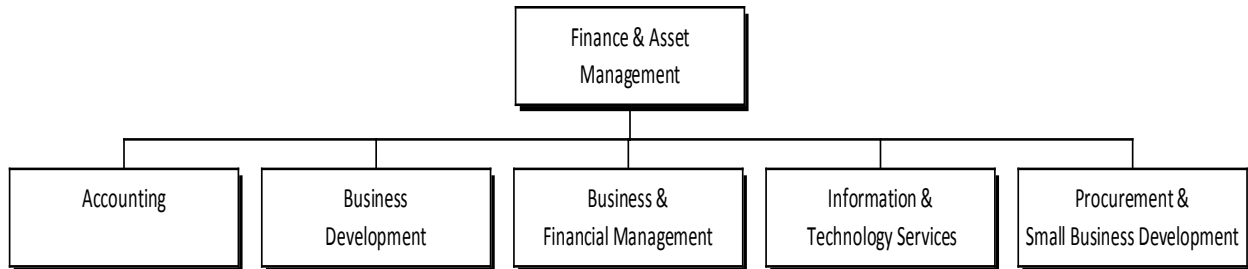 Finance & Asset
Management
Accounting
Business
Development
Business &
Financial Management
Information &
Technology Services
Procurement &
Small Business Development